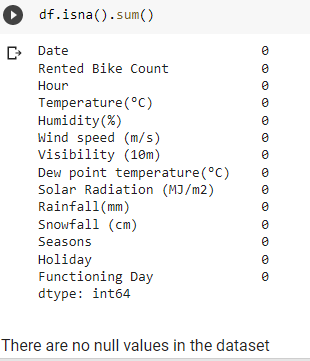 df.isna().sum()
Date 0
Rented Bike Count 0
Hour 0
Temperature(°C) 0
Humidity(%) 0
Wind speed (m/s) 0
Visibility (10m) 0
Dew point temperature(°C) 0
Solar Radiation (MJ/m2) 0
Rainfall(mm) 0
Snowfall (cm) 0
Seasons 0
Holiday 0
Functioning Day 0
dtype: int64
There are no null values in the dataset